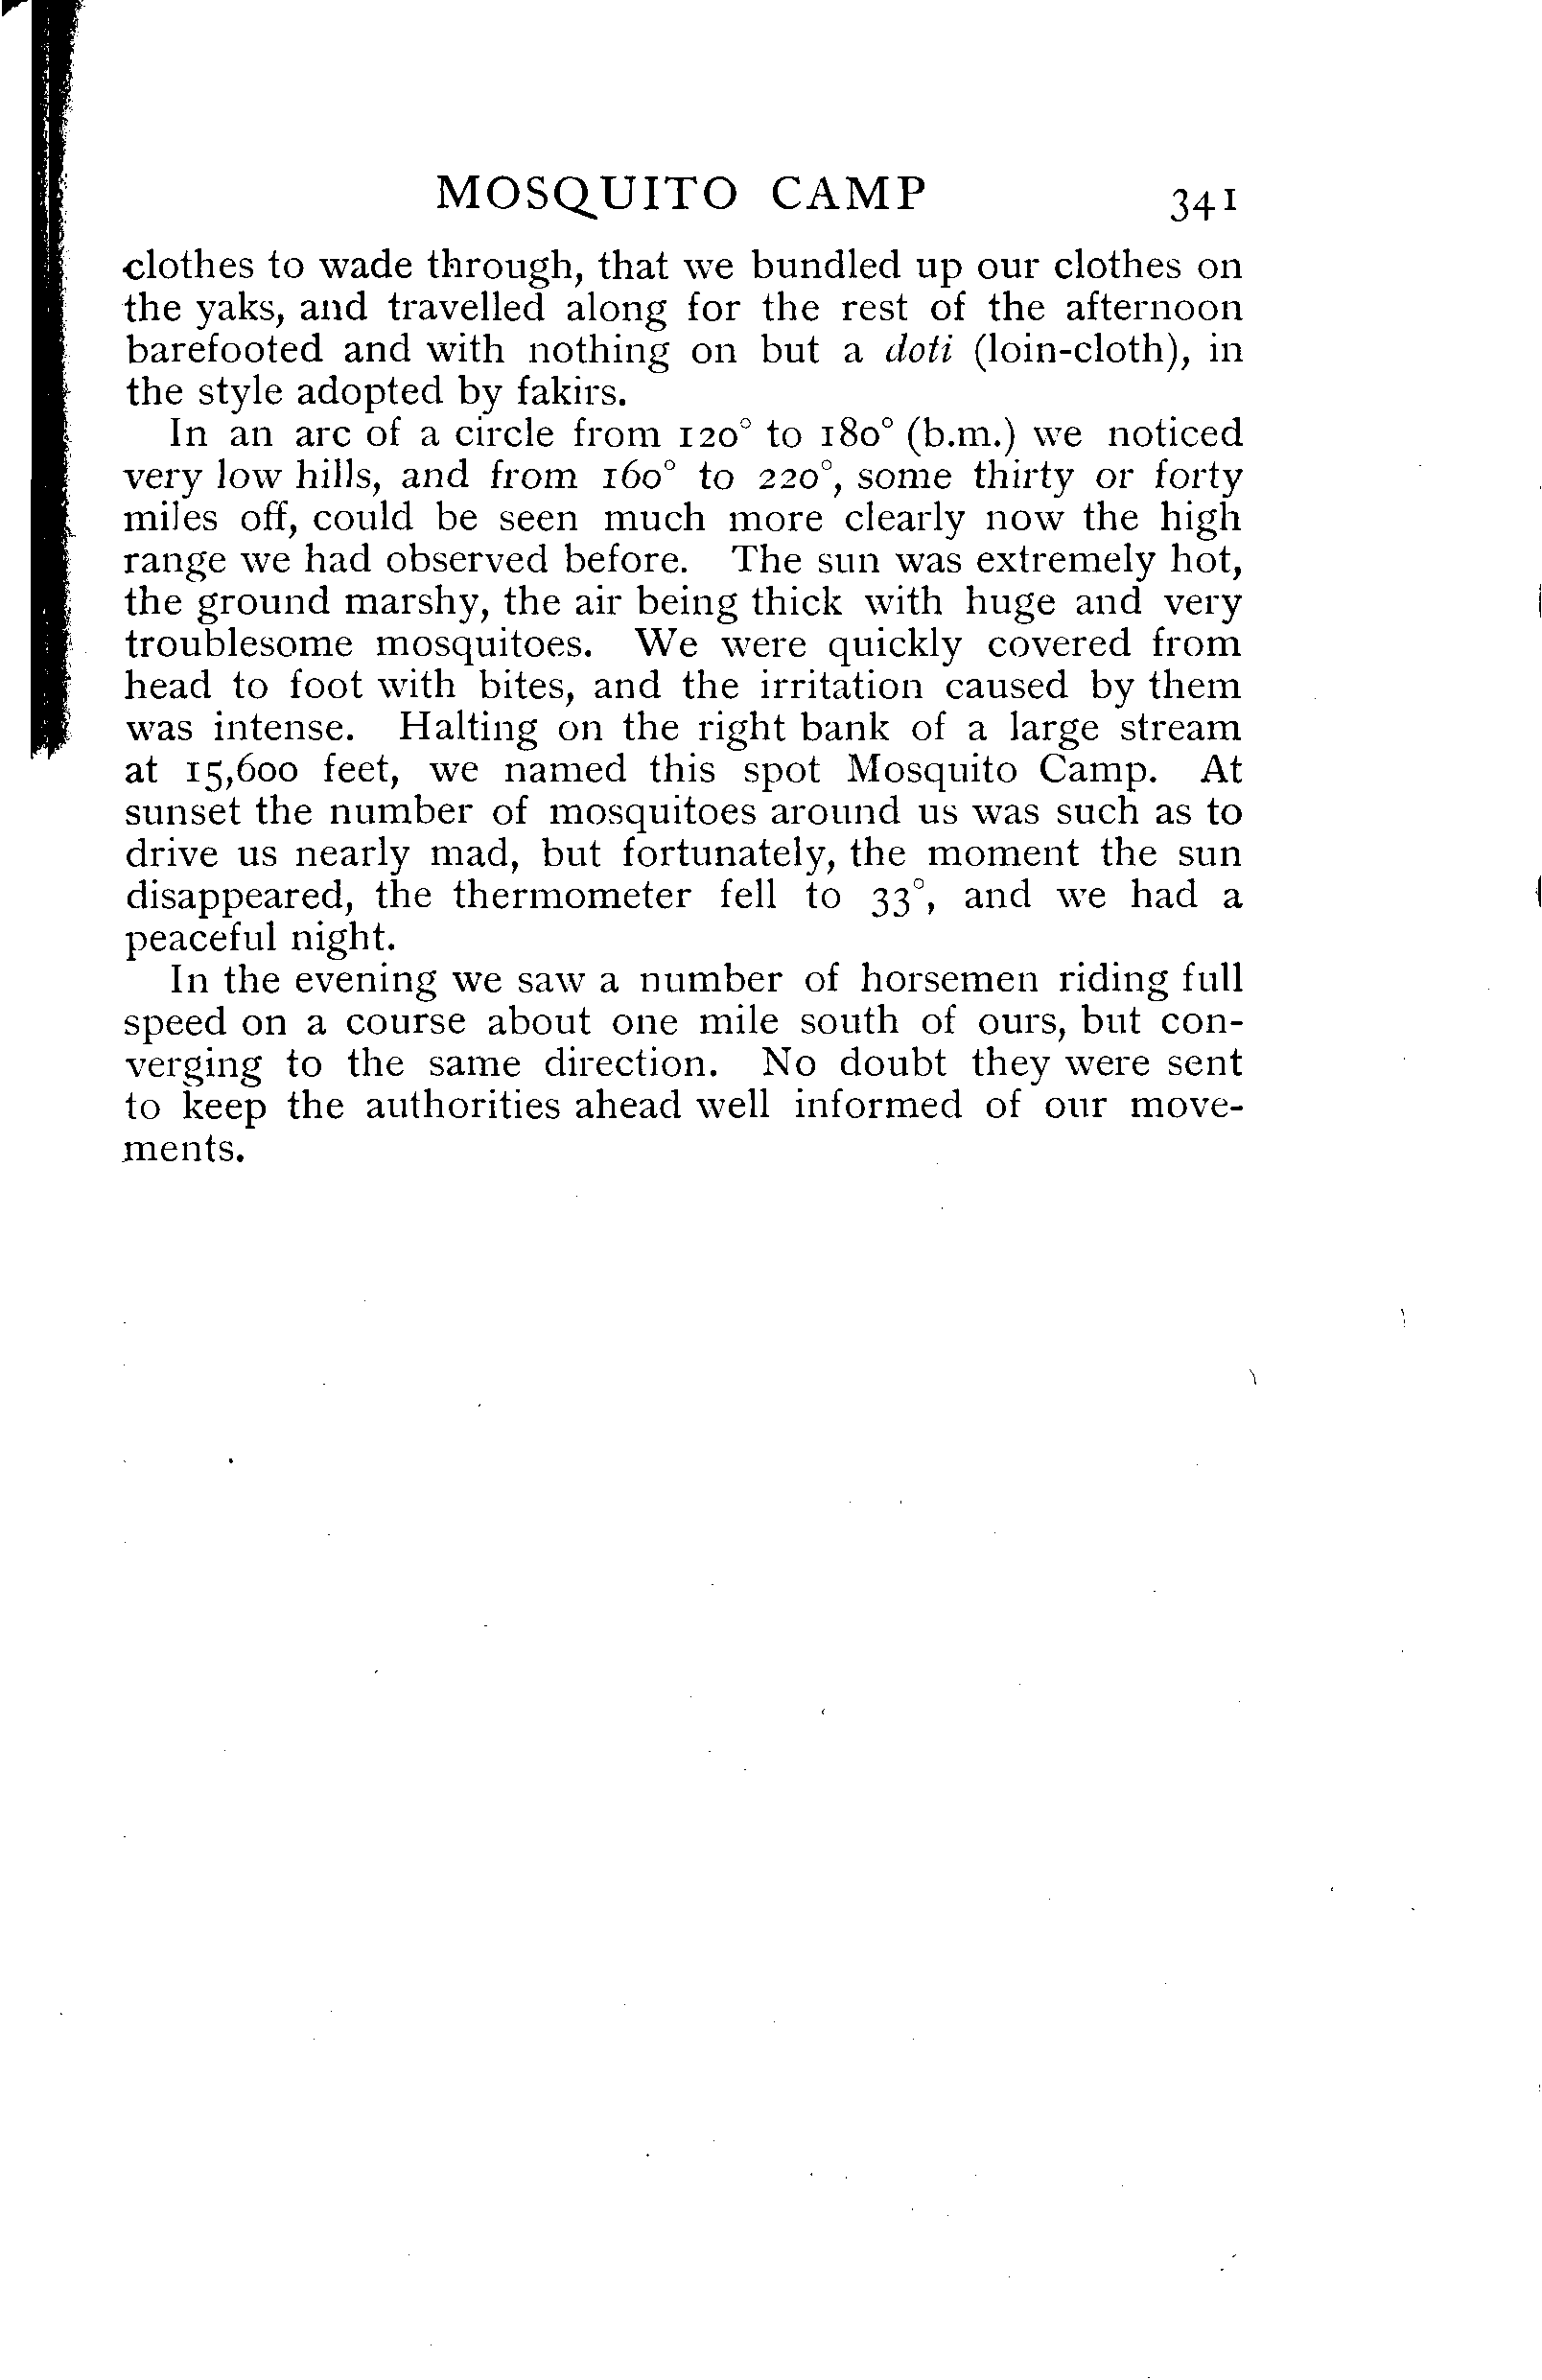 MOSQUITO CAMP 341
clothes to wade through, that we bundled up our clothes on
the yaks, and travelled along for the rest of the afternoon
barefooted and with nothing on but a doti (loin-cloth), in
the style adopted by fakirs.
In an arc of a circle from 120° to 180° (b.m.) we noticed
very low hills, and from 160° to 220°, some thirty or forty
miles off, could be seen much more clearly now the high
range we had observed before. The sun was extremely hot,
the ground marshy, the air being thick with huge and very
troublesome mosquitoes. We were quickly covered from
head to foot with bites, and the irritation caused by them
was intense. Halting on the right bank of a large stream
at 15,600 feet, we named this spot Mosquito Camp. At
sunset the number of mosquitoes around us was such as to
drive us nearly mad, but fortunately, the moment the sun
disappeared, the thermometer fell to 33°, and we had a
peaceful night.
In the evening we saw a number of horsemen riding full
speed on a course about one mile south of ours, but con-
verging to the same direction. No doubt they were sent
to keep the authorities ahead well informed of our move-
ments.